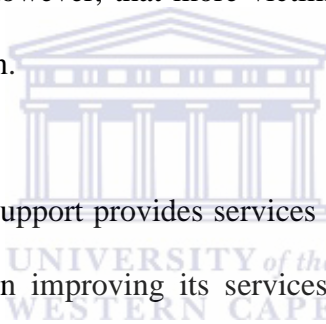 owever, that more victim
n.
upport provides services
UNIVERSITY of the
n improving its services
WESTERN CAPE